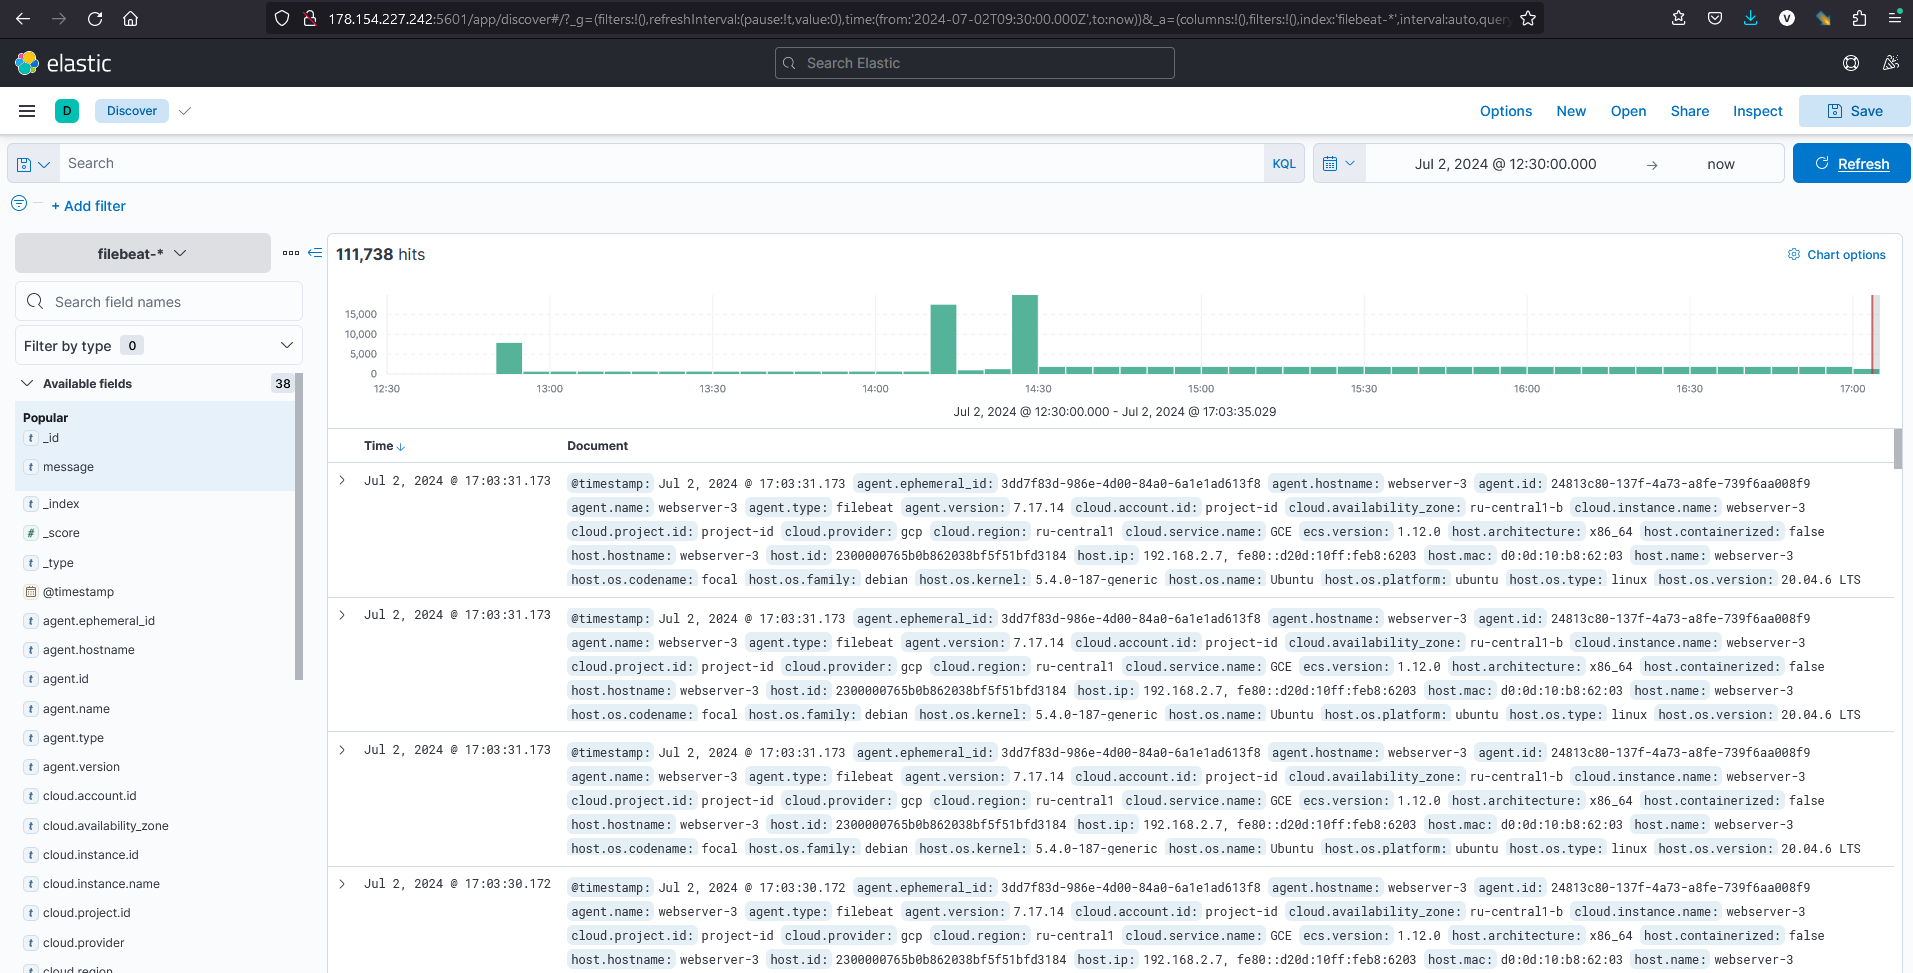 178.154.227.242:5601/app/discover#/?_g=(filters:!(),refreshInterval:(pause:!t,value:0),time:(from:'2024-07-02T09:30:00.000Z',to:now))&_a=(columns:!(),filters:!(),index:'filebeat-*',interval:auto,query
elastic
Search Elastic
D Discover
Options New Open Share Inspect Save
Search
KQL
Jul 2, 2024 @ 12:30:00.000 → now
Refresh
+ Add filter
filebeat-*
Search field names
Filter by type 0
Available fields 38
Popular
t _id
t message
t _index
# _score
t _type
@timestamp
t agent.ephemeral_id
t agent.hostname
t agent.id
t agent.name
t agent.type
t agent.version
t cloud.account.id
t cloud.availability_zone
t cloud.instance.id
t cloud.instance.name
t cloud.project.id
t cloud.provider
cloud.region
111,738 hits
Chart options
15,000
10,000
5,000
0
12:30 13:00 13:30 14:00 14:30 15:00 15:30 16:00 16:30 17:00
Jul 2, 2024 @ 12:30:00.000 - Jul 2, 2024 @ 17:03:35.029
Time Document
Jul 2, 2024 @ 17:03:31.173 @timestamp: Jul 2, 2024 @ 17:03:31.173 agent.ephemeral_id: 3dd7f83d-986e-4d00-84a0-6a1e1ad613f8 agent.hostname: webserver-3 agent.id: 24813c80-137f-4a73-a8fe-739f6aa008f9
agent.name: webserver-3 agent.type: filebeat agent.version: 7.17.14 cloud.account.id: project-id cloud.availability_zone: ru-central1-b cloud.instance.name: webserver-3
cloud.project.id: project-id cloud.provider: gcp cloud.region: ru-central1 cloud.service.name: GCE ecs.version: 1.12.0 host.architecture: x86_64 host.containerized: false
host.hostname: webserver-3 host.id: 2300000765b0b862038bf5f51bfd3184 host.ip: 192.168.2.7, fe80::d20d:10ff:feb8:6203 host.mac: d0:0d:10:b8:62:03 host.name: webserver-3
host.os.codename: focal host.os.family: debian host.os.kernel: 5.4.0-187-generic host.os.name: Ubuntu host.os.platform: ubuntu host.os.type: linux host.os.version: 20.04.6 LTS
Jul 2, 2024 @ 17:03:31.173 @timestamp: Jul 2, 2024 @ 17:03:31.173 agent.ephemeral_id: 3dd7f83d-986e-4d00-84a0-6a1e1ad613f8 agent.hostname: webserver-3 agent.id: 24813c80-137f-4a73-a8fe-739f6aa008f9
agent.name: webserver-3 agent.type: filebeat agent.version: 7.17.14 cloud.account.id: project-id cloud.availability_zone: ru-central1-b cloud.instance.name: webserver-3
cloud.project.id: project-id cloud.provider: gcp cloud.region: ru-central1 cloud.service.name: GCE ecs.version: 1.12.0 host.architecture: x86_64 host.containerized: false
host.hostname: webserver-3 host.id: 2300000765b0b862038bf5f51bfd3184 host.ip: 192.168.2.7, fe80::d20d:10ff:feb8:6203 host.mac: d0:0d:10:b8:62:03 host.name: webserver-3
host.os.codename: focal host.os.family: debian host.os.kernel: 5.4.0-187-generic host.os.name: Ubuntu host.os.platform: ubuntu host.os.type: linux host.os.version: 20.04.6 LTS
Jul 2, 2024 @ 17:03:31.173 @timestamp: Jul 2, 2024 @ 17:03:31.173 agent.ephemeral_id: 3dd7f83d-986e-4d00-84a0-6a1e1ad613f8 agent.hostname: webserver-3 agent.id: 24813c80-137f-4a73-a8fe-739f6aa008f9
agent.name: webserver-3 agent.type: filebeat agent.version: 7.17.14 cloud.account.id: project-id cloud.availability_zone: ru-central1-b cloud.instance.name: webserver-3
cloud.project.id: project-id cloud.provider: gcp cloud.region: ru-central1 cloud.service.name: GCE ecs.version: 1.12.0 host.architecture: x86_64 host.containerized: false
host.hostname: webserver-3 host.id: 2300000765b0b862038bf5f51bfd3184 host.ip: 192.168.2.7, fe80::d20d:10ff:feb8:6203 host.mac: d0:0d:10:b8:62:03 host.name: webserver-3
host.os.codename: focal host.os.family: debian host.os.kernel: 5.4.0-187-generic host.os.name: Ubuntu host.os.platform: ubuntu host.os.type: linux host.os.version: 20.04.6 LTS
Jul 2, 2024 @ 17:03:30.172 @timestamp: Jul 2, 2024 @ 17:03:30.172 agent.ephemeral_id: 3dd7f83d-986e-4d00-84a0-6a1e1ad613f8 agent.hostname: webserver-3 agent.id: 24813c80-137f-4a73-a8fe-739f6aa008f9
agent.name: webserver-3 agent.type: filebeat agent.version: 7.17.14 cloud.account.id: project-id cloud.availability_zone: ru-central1-b cloud.instance.name: webserver-3
cloud.project.id: project-id cloud.provider: gcp cloud.region: ru-central1 cloud.service.name: GCE ecs.version: 1.12.0 host.architecture: x86_64 host.containerized: false
host.hostname: webserver-3 host.id: 2300000765b0b862038bf5f51bfd3184 host.ip: 192.168.2.7, fe80::d20d:10ff:feb8:6203 host.mac: d0:0d:10:b8:62:03 host.name: webserver-3